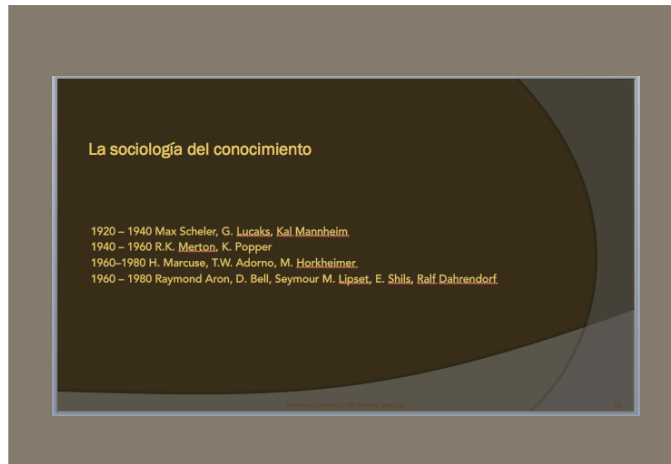 La sociología del conocimiento
1920 – 1940 Max Scheler, G. Lucaks, Kal Mannheim
1940 – 1960 R.K. Merton, K. Popper
1960–1980 H. Marcuse, T.W. Adorno, M. Horkheimer
1960 – 1980 Raymond Aron, D. Bell, Seymour M. Lipset, E. Shils, Ralf Dahrendorf